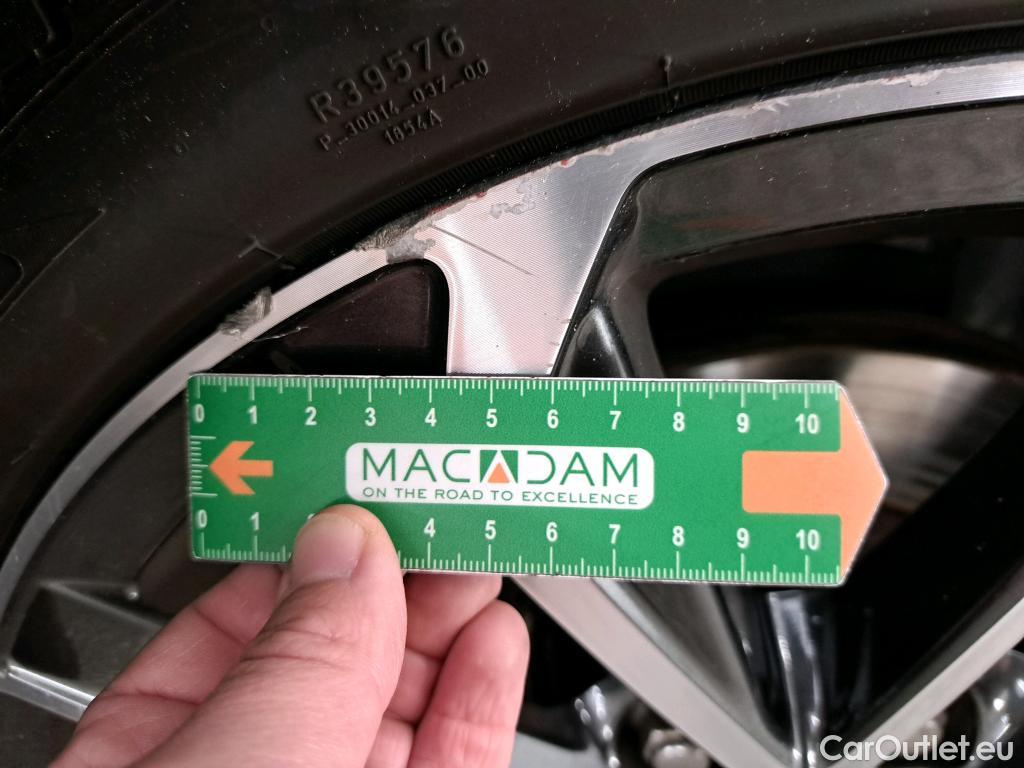 R39576
P_30014_037_00
1854A
0 1 2 3 4 5 6 7 8 9 10
MACADAM
ON THE ROAD TO EXCELLENCE
0 1 4 5 6 7 8 9 10
CarOutlet.eu